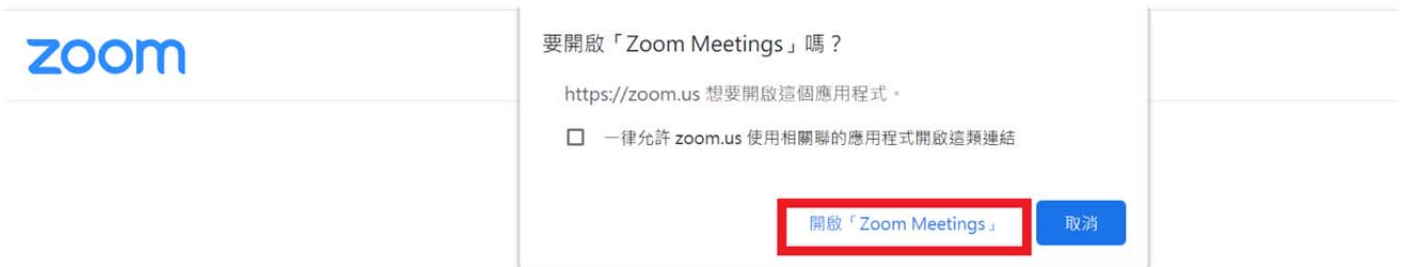 zoom
要開啟「Zoom Meetings」嗎？
https://zoom.us 想要開啟這個應用程式。
一律允許 zoom.us 使用相關聯的應用程式開啟這類連結
開啟「Zoom Meetings」 取消